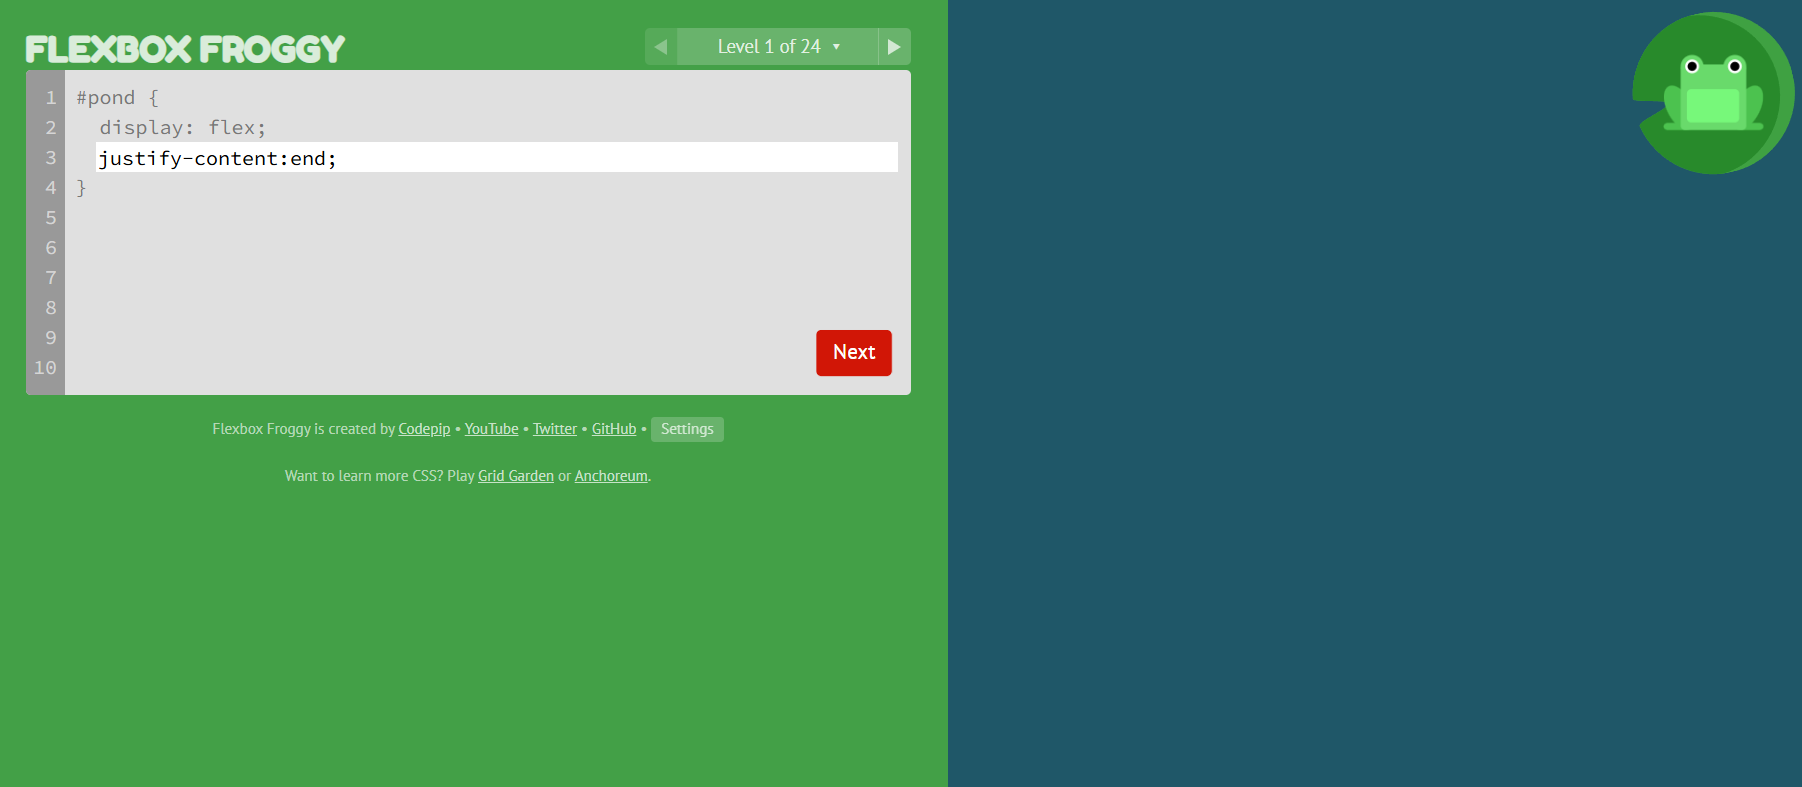 FLEXBOX FROGGY
◀ Level 1 of 24 ▼ ▶
1 #pond {
2 display: flex;
3 justify-content:end;
4 }
5
6
7
8
9
10
Next
Flexbox Froggy is created by Codepip • YouTube • Twitter • GitHub • Settings
Want to learn more CSS? Play Grid Garden or Anchoreum.